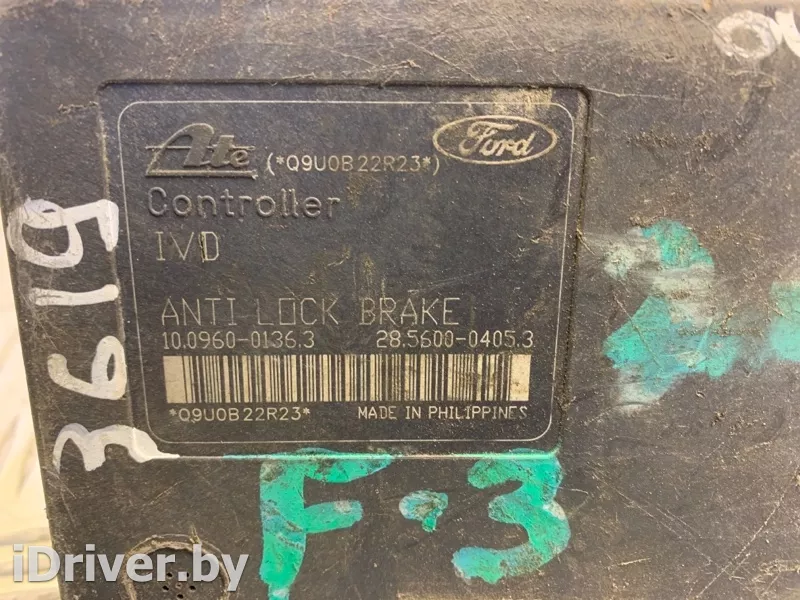 Ate (*Q9U0B22R23*) Ford
Controller
IVD
ANTI LOCK BRAKE
10.0960-0136.3 28.5600-0405.3
*Q9U0B22R23* MADE IN PHILIPPINES
F-3
iDriver.by